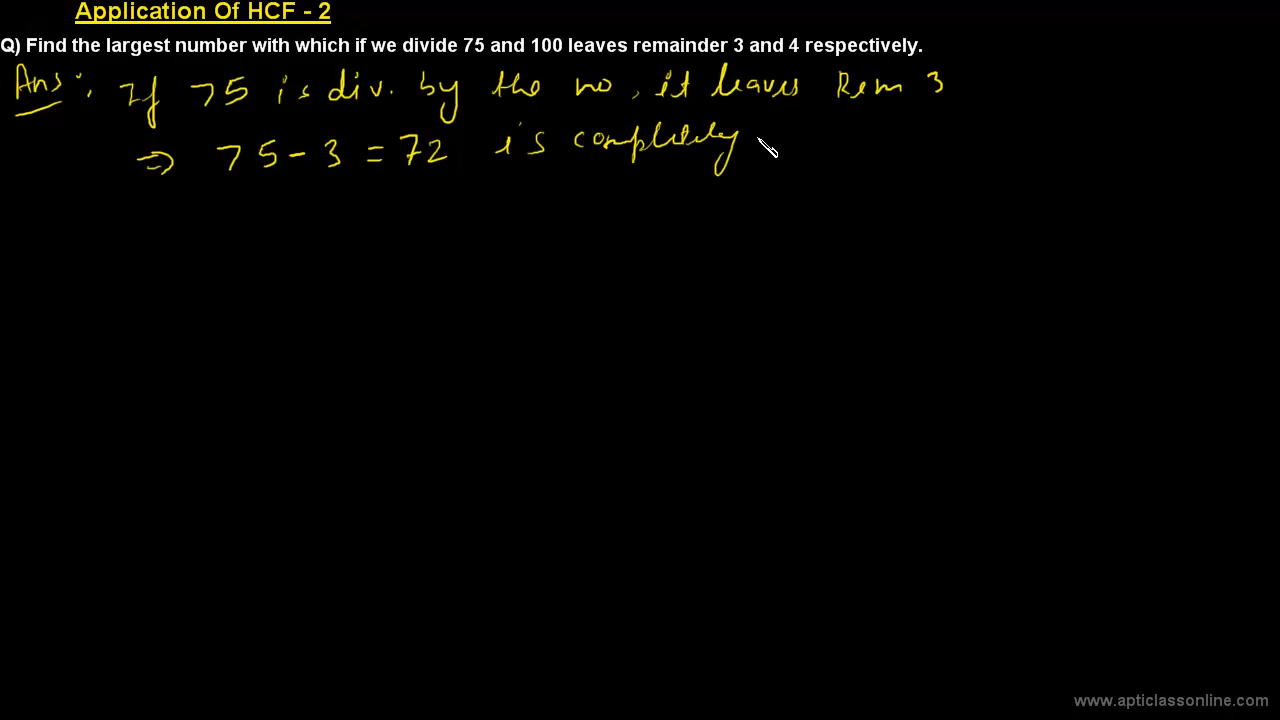 Application Of HCF - 2
Q) Find the largest number with which if we divide 75 and 100 leaves remainder 3 and 4 respectively.
Ans:. If 75 is div. by the no, it leaves Rem 3
⇒ 75 - 3 = 72 is completely
www.apticlassonline.com